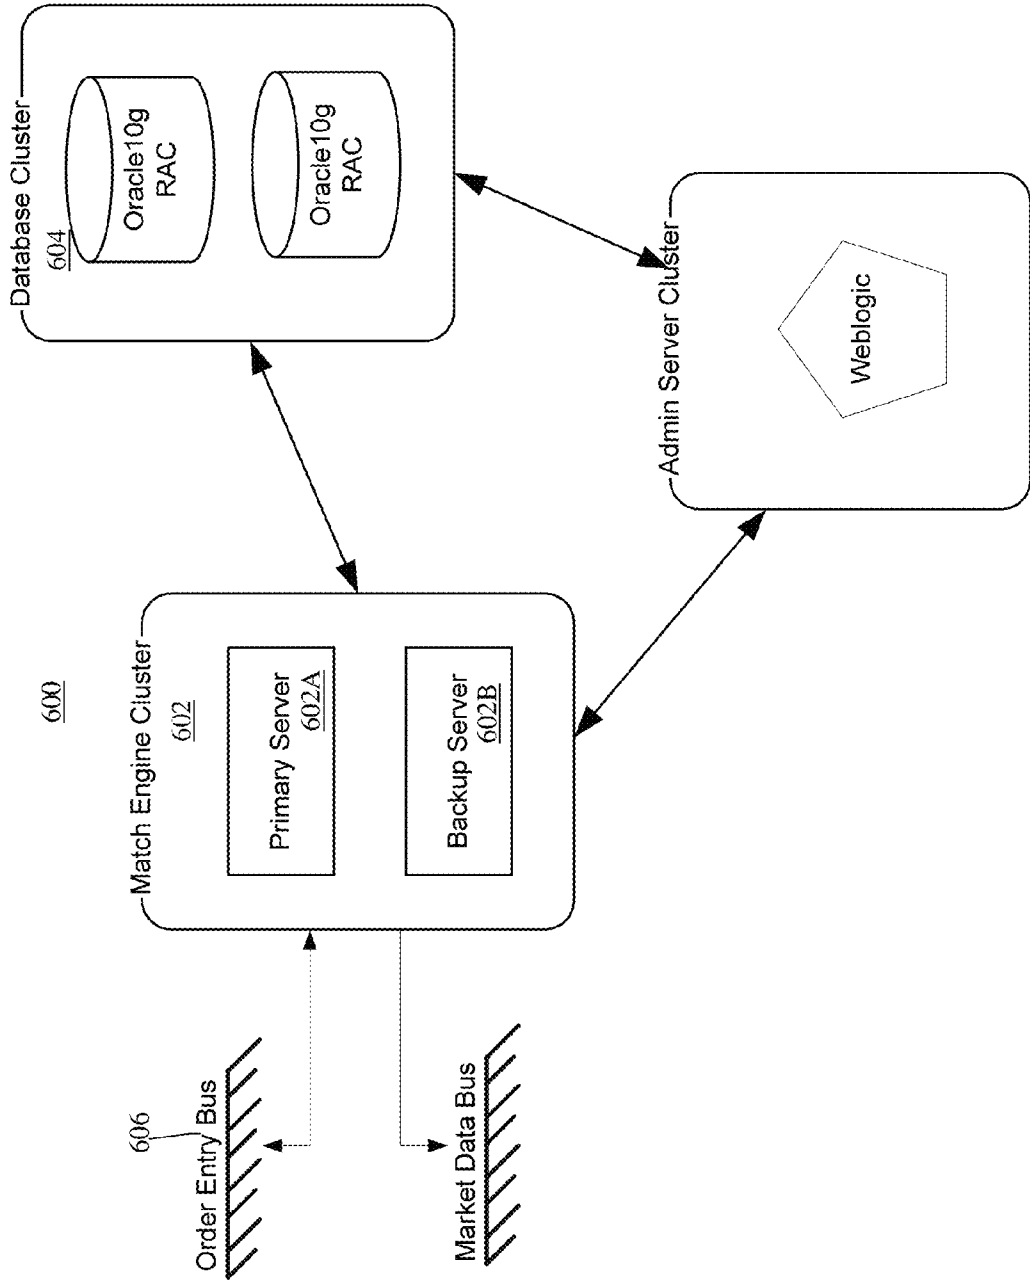 600
Match Engine Cluster
602
Primary Server
602A
Backup Server
602B
Database Cluster
604
Oracle10g
RAC
Oracle10g
RAC
606
Order Entry Bus
Market Data Bus
Admin Server Cluster
Weblogic